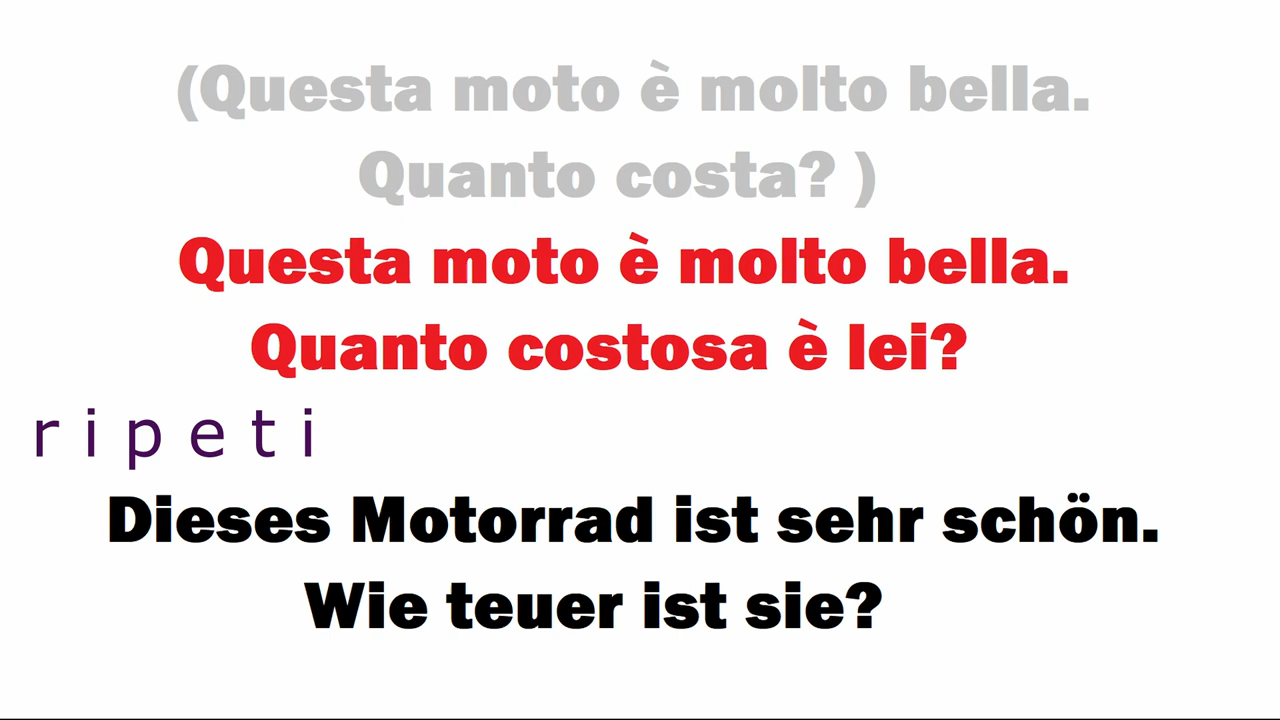 (Questa moto è molto bella.
Quanto costa? )
Questa moto è molto bella.
Quanto costosa è lei?
ripeti
Dieses Motorrad ist sehr schön.
Wie teuer ist sie?